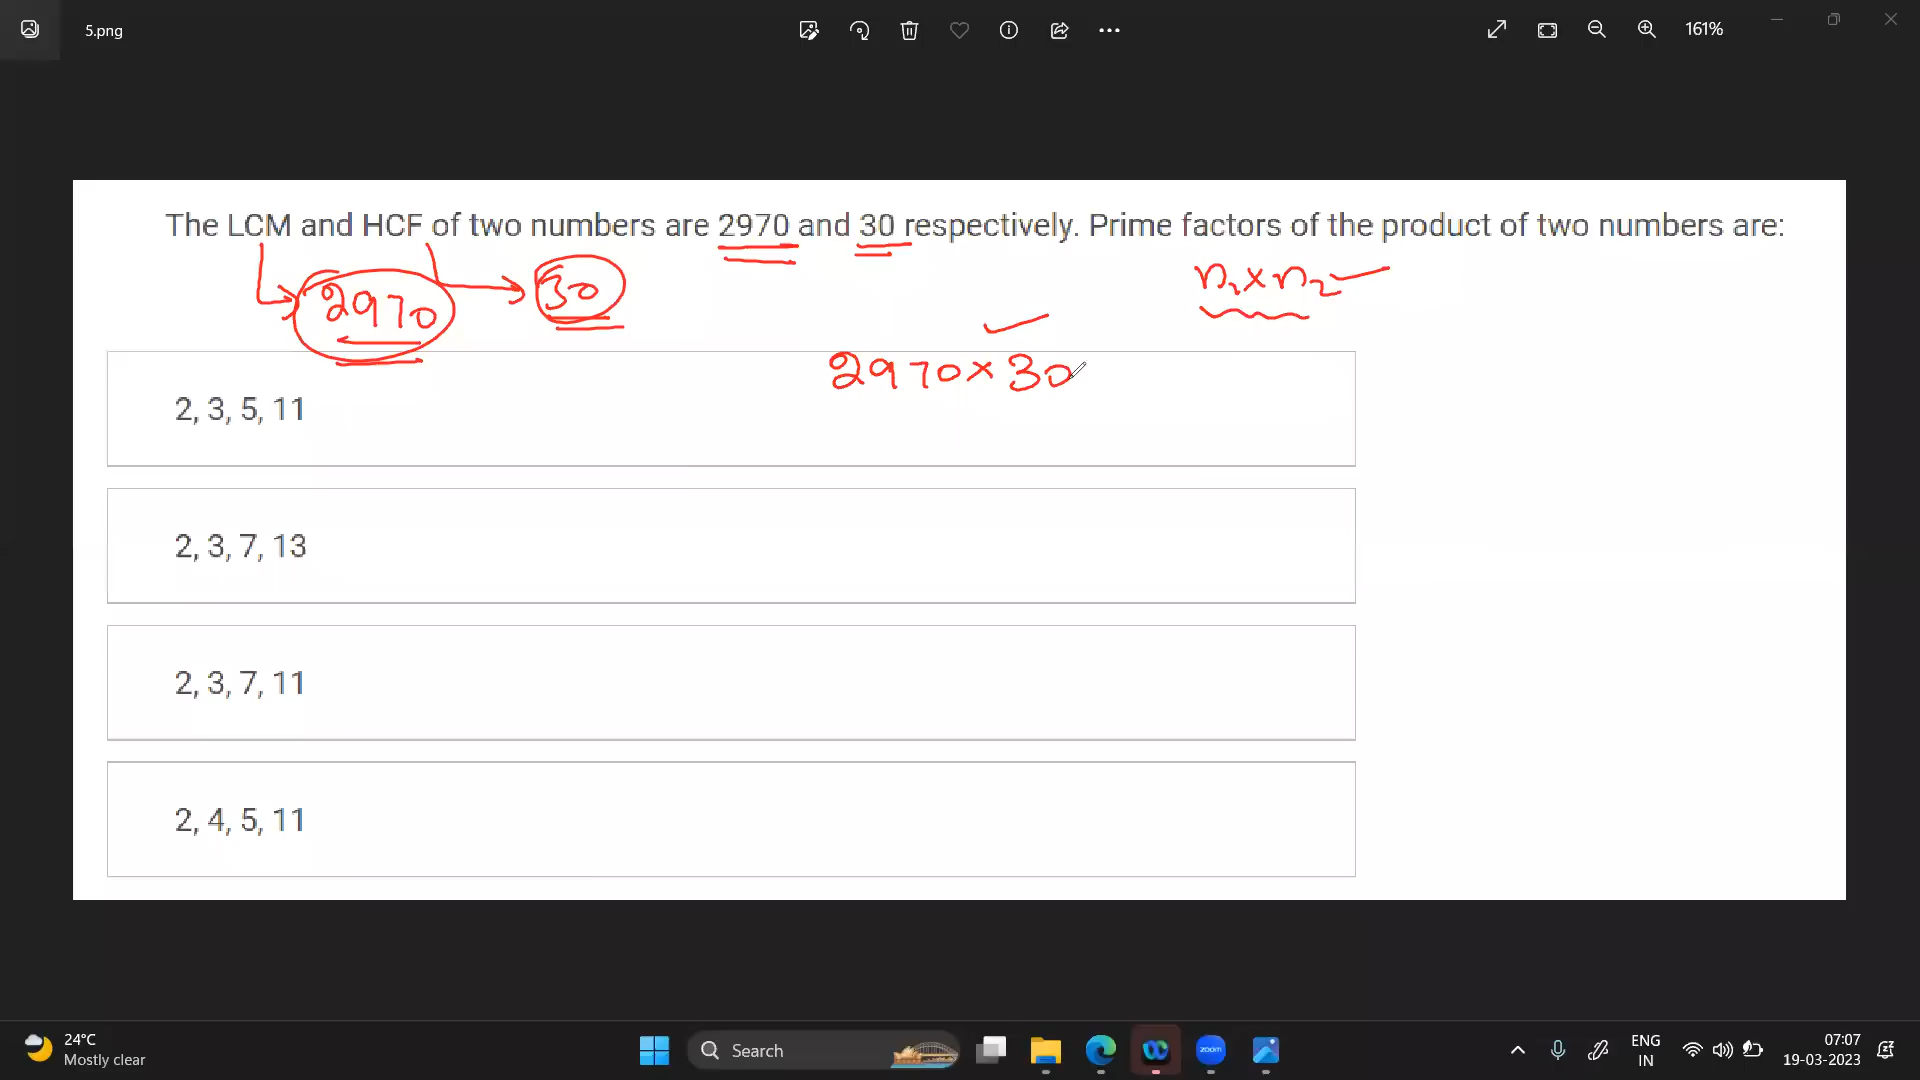 5.png
161%
The LCM and HCF of two numbers are 2970 and 30 respectively. Prime factors of the product of two numbers are:
2970
30
n₁×n₂
2970×30
2, 3, 5, 11
2, 3, 7, 13
2, 3, 7, 11
2, 4, 5, 11
24°C
Mostly clear
Search
zoom
ENG
IN
07:07
19-03-2023